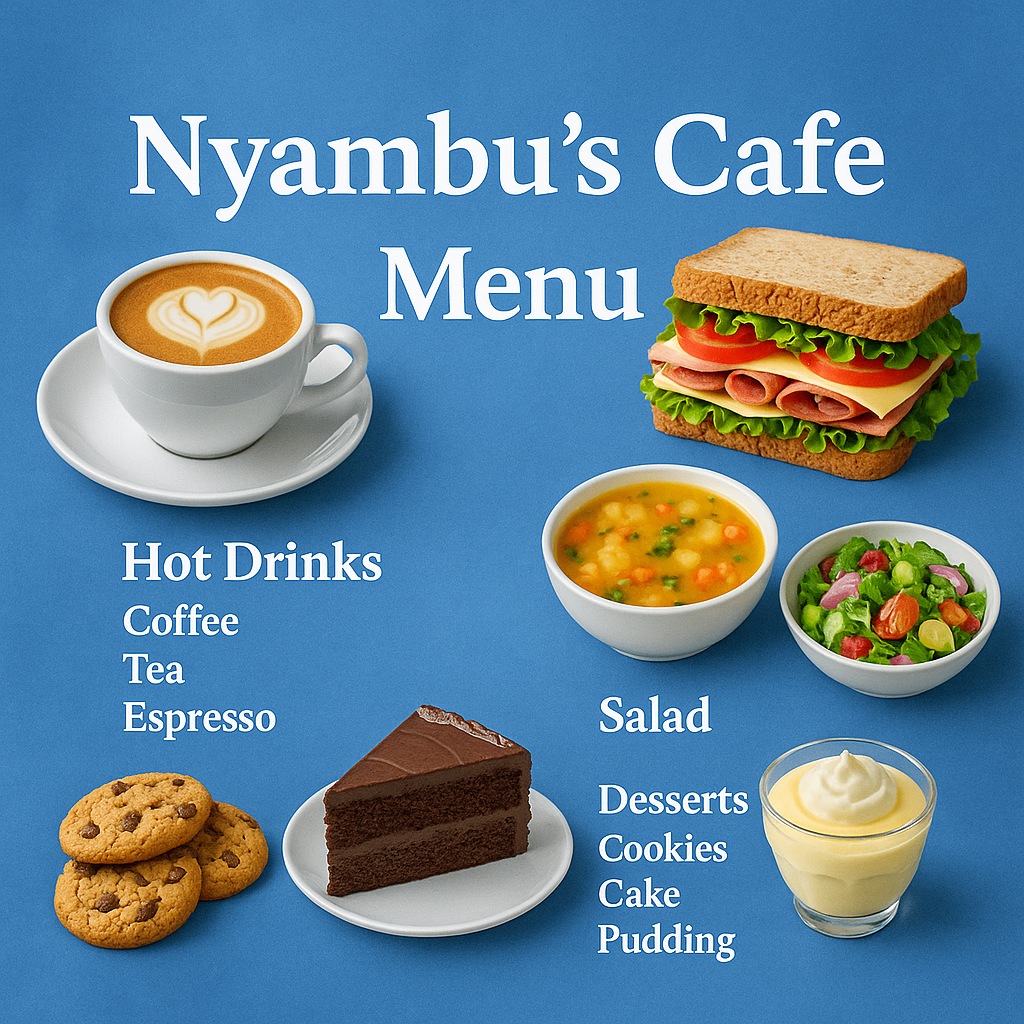 Nyambu’s Cafe
Menu
Hot Drinks
Coffee
Tea
Espresso
Salad
Desserts
Cookies
Cake
Pudding